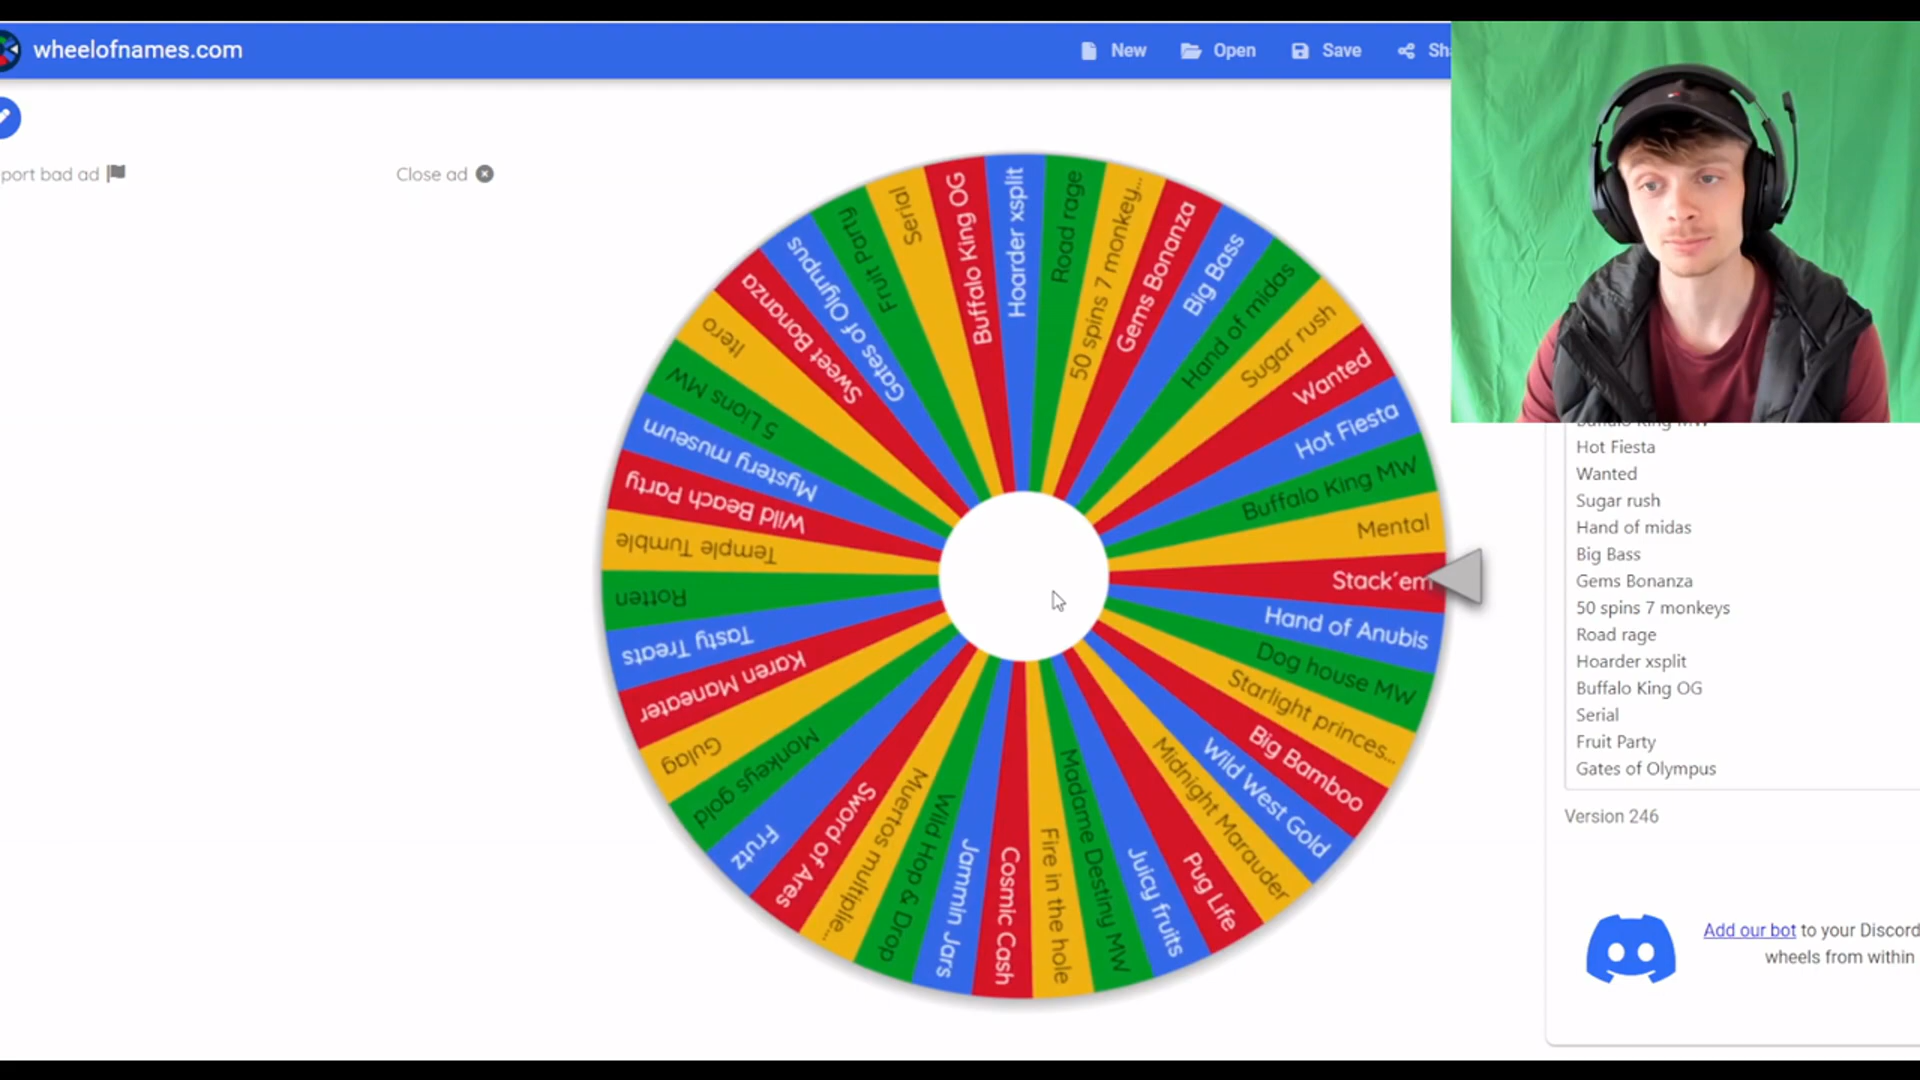 wheelofnames.com
New
Open
Save
Sh
port bad ad
Close ad
Hoarder xsplit
Road rage
50 spins 7 monkey...
Gems Bonanza
Big Bass
Hand of midas
Sugar rush
Wanted
Hot Fiesta
Buffalo King MW
Mental
Stack'em
Hand of Anubis
Dog house MW
Starlight princes...
Big Bamboo
Wild West Gold
Midnight Marauder
Pug Life
Juicy fruits
Madame Destiny MW
Fire in the hole
Cosmic Cash
Jammin Jars
Wild Hop & Drop
Muertos multiplie...
Sword of Ares
Frutz
Monkeys gold
Gulag
Karen Maneater
Tasty Treats
Rotten
Temple Tumble
Wild Beach Party
Mystery museum
5 Lions MW
Itero
Sweet Bonanza
Gates of Olympus
Fruit Party
Serial
Buffalo King OG
Buffalo King MW
Hot Fiesta
Wanted
Sugar rush
Hand of midas
Big Bass
Gems Bonanza
50 spins 7 monkeys
Road rage
Hoarder xsplit
Buffalo King OG
Serial
Fruit Party
Gates of Olympus
Version 246
Add our bot to your Discord
wheels from within